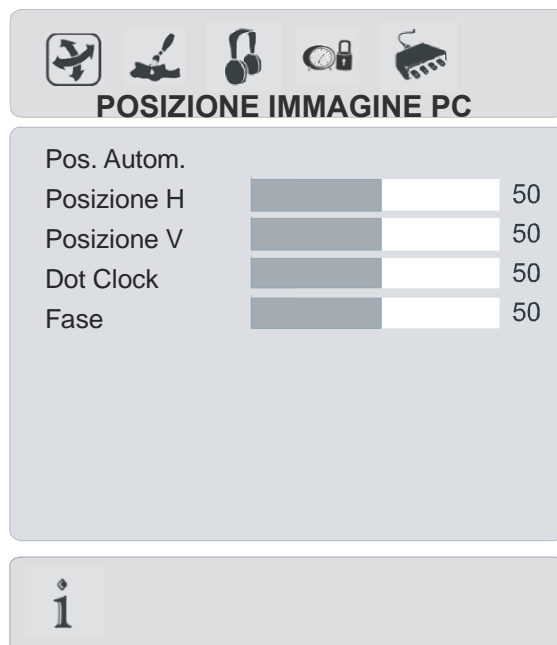 POSIZIONE IMMAGINE PC
Pos. Autom.
Posizione H 50
Posizione V 50
Dot Clock 50
Fase 50
i